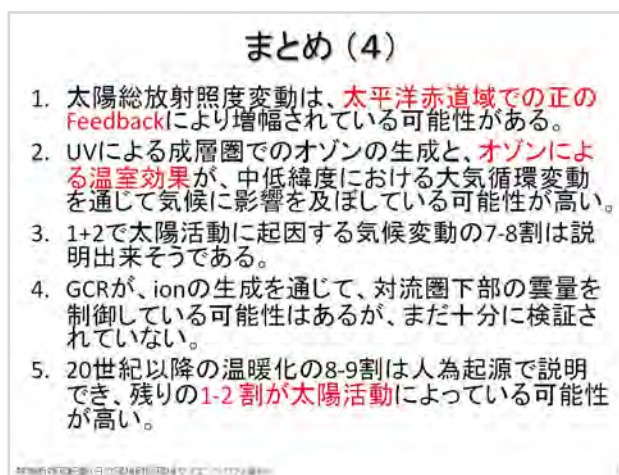 まとめ（4）
1. 太陽総放射照度変動は、太平洋赤道域での正の
Feedbackにより増幅されている可能性がある。
2. UVによる成層圏でのオゾンの生成と、オゾンによ
る温室効果が、中低緯度における大気循環変動
を通じて気候に影響を及ぼしている可能性が高い。
3. 1+2で太陽活動に起因する気候変動の7-8割は説
明出来そうである。
4. GCRが、ionの生成を通じて、対流圏下部の雲量を
制御している可能性はあるが、まだ十分に検証さ
れていない。
5. 20世紀以降の温暖化の8-9割は人為起源で説明
でき、残りの1-2 割が太陽活動によっている可能性
が高い。